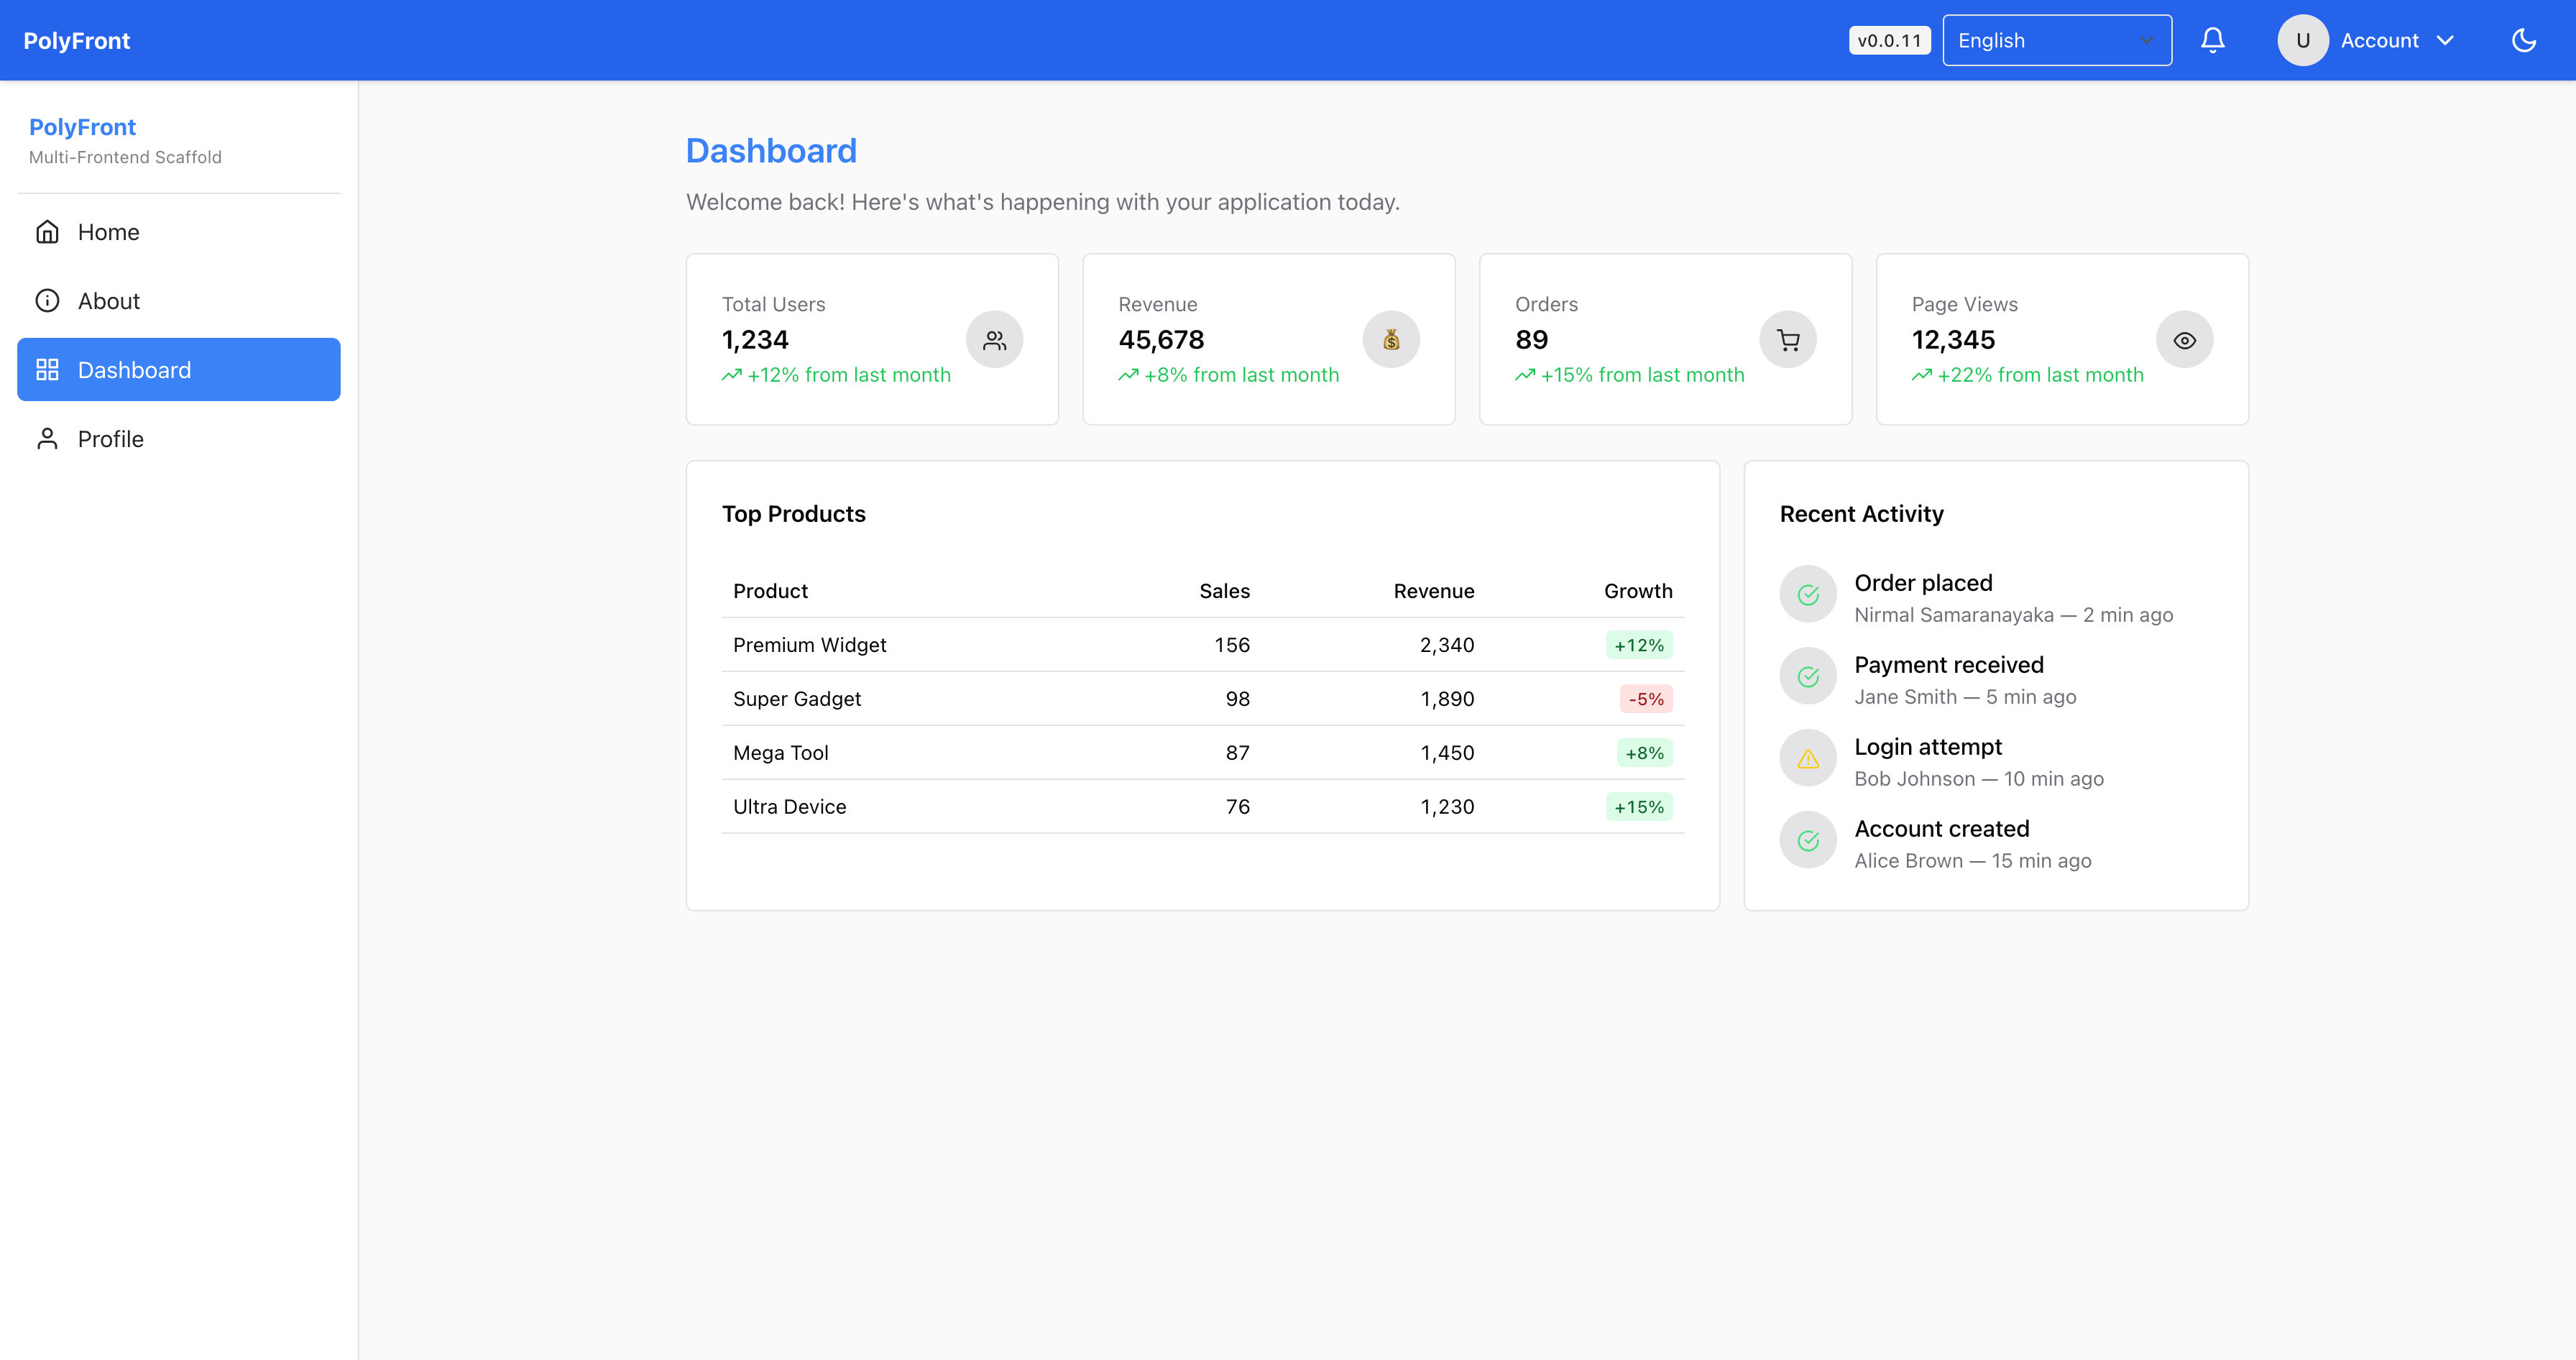 PolyFront
v0.0.11
English
U
Account
PolyFront
Multi-Frontend Scaffold
Home
About
Dashboard
Profile
Dashboard
Welcome back! Here's what's happening with your application today.
Total Users
1,234
+12% from last month
Revenue
45,678
+8% from last month
Orders
89
+15% from last month
Page Views
12,345
+22% from last month
Top Products
Product Sales Revenue Growth
Premium Widget 156 2,340 +12%
Super Gadget 98 1,890 -5%
Mega Tool 87 1,450 +8%
Ultra Device 76 1,230 +15%
Recent Activity
Order placed
Nirmal Samaranayaka — 2 min ago
Payment received
Jane Smith — 5 min ago
Login attempt
Bob Johnson — 10 min ago
Account created
Alice Brown — 15 min ago